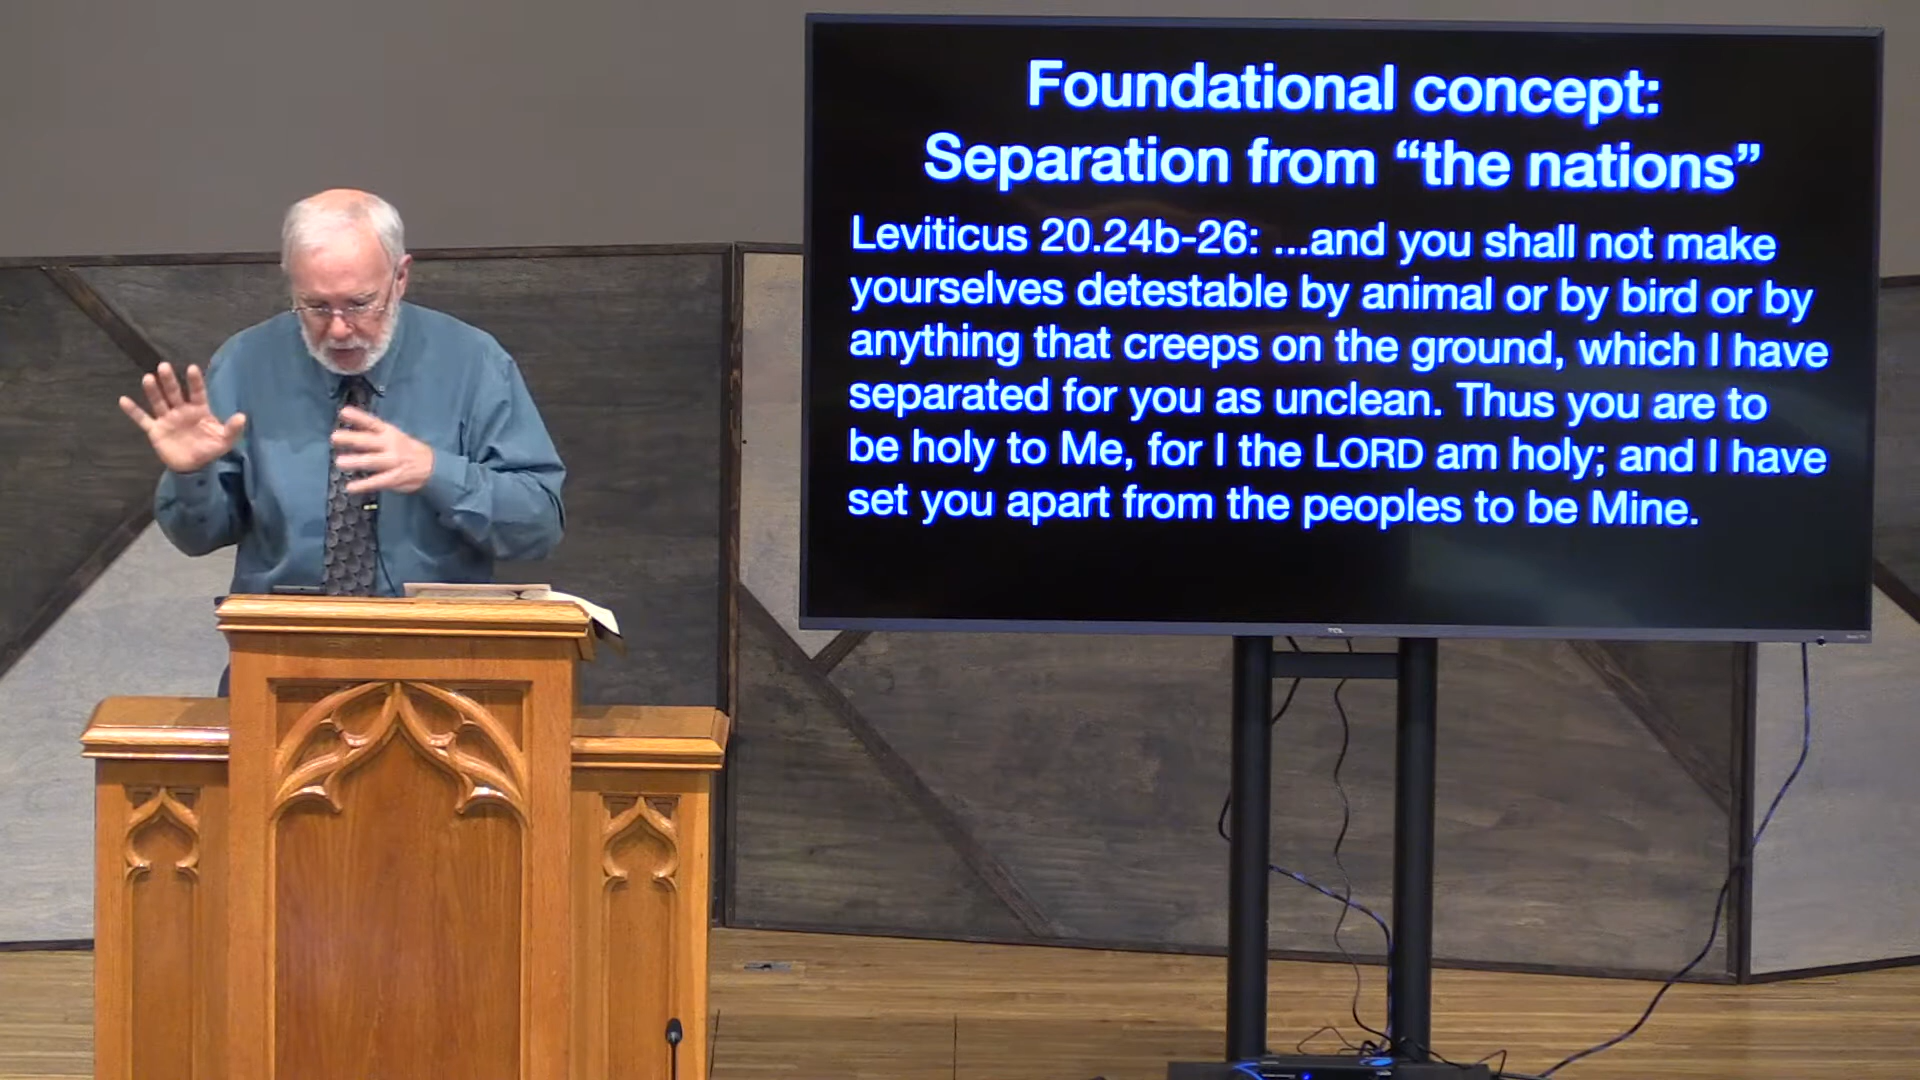 Foundational concept:
Separation from “the nations”
Leviticus 20.24b-26: ...and you shall not make
yourselves detestable by animal or by bird or by
anything that creeps on the ground, which I have
separated for you as unclean. Thus you are to
be holy to Me, for I the LORD am holy; and I have
set you apart from the peoples to be Mine.
TCL